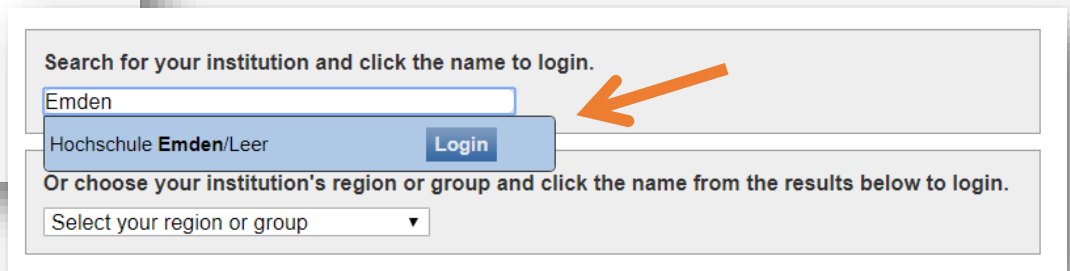 Search for your institution and click the name to login.
Emden
Hochschule Emden/Leer Login
Or choose your institution's region or group and click the name from the results below to login.
Select your region or group